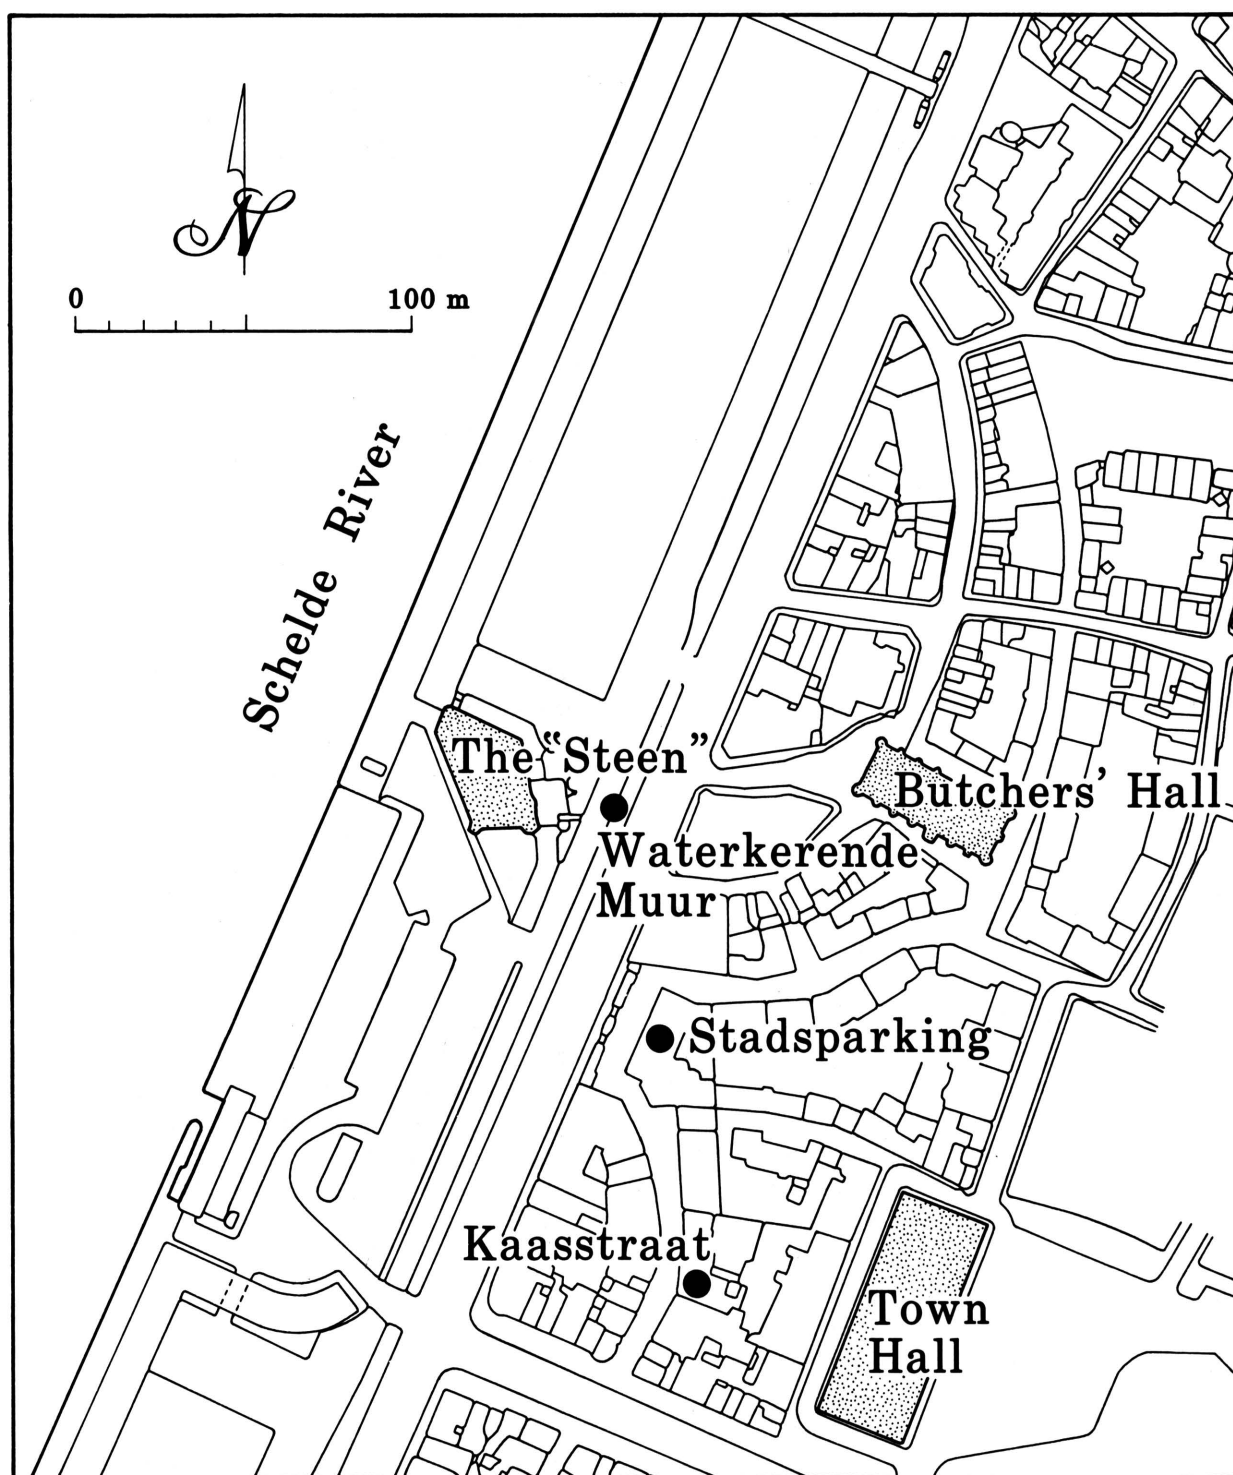 N
0 100 m
Schelde River
The "Steen"
Butchers' Hall
Waterkerende
Muur
Stadsparking
Kaasstraat
Town
Hall